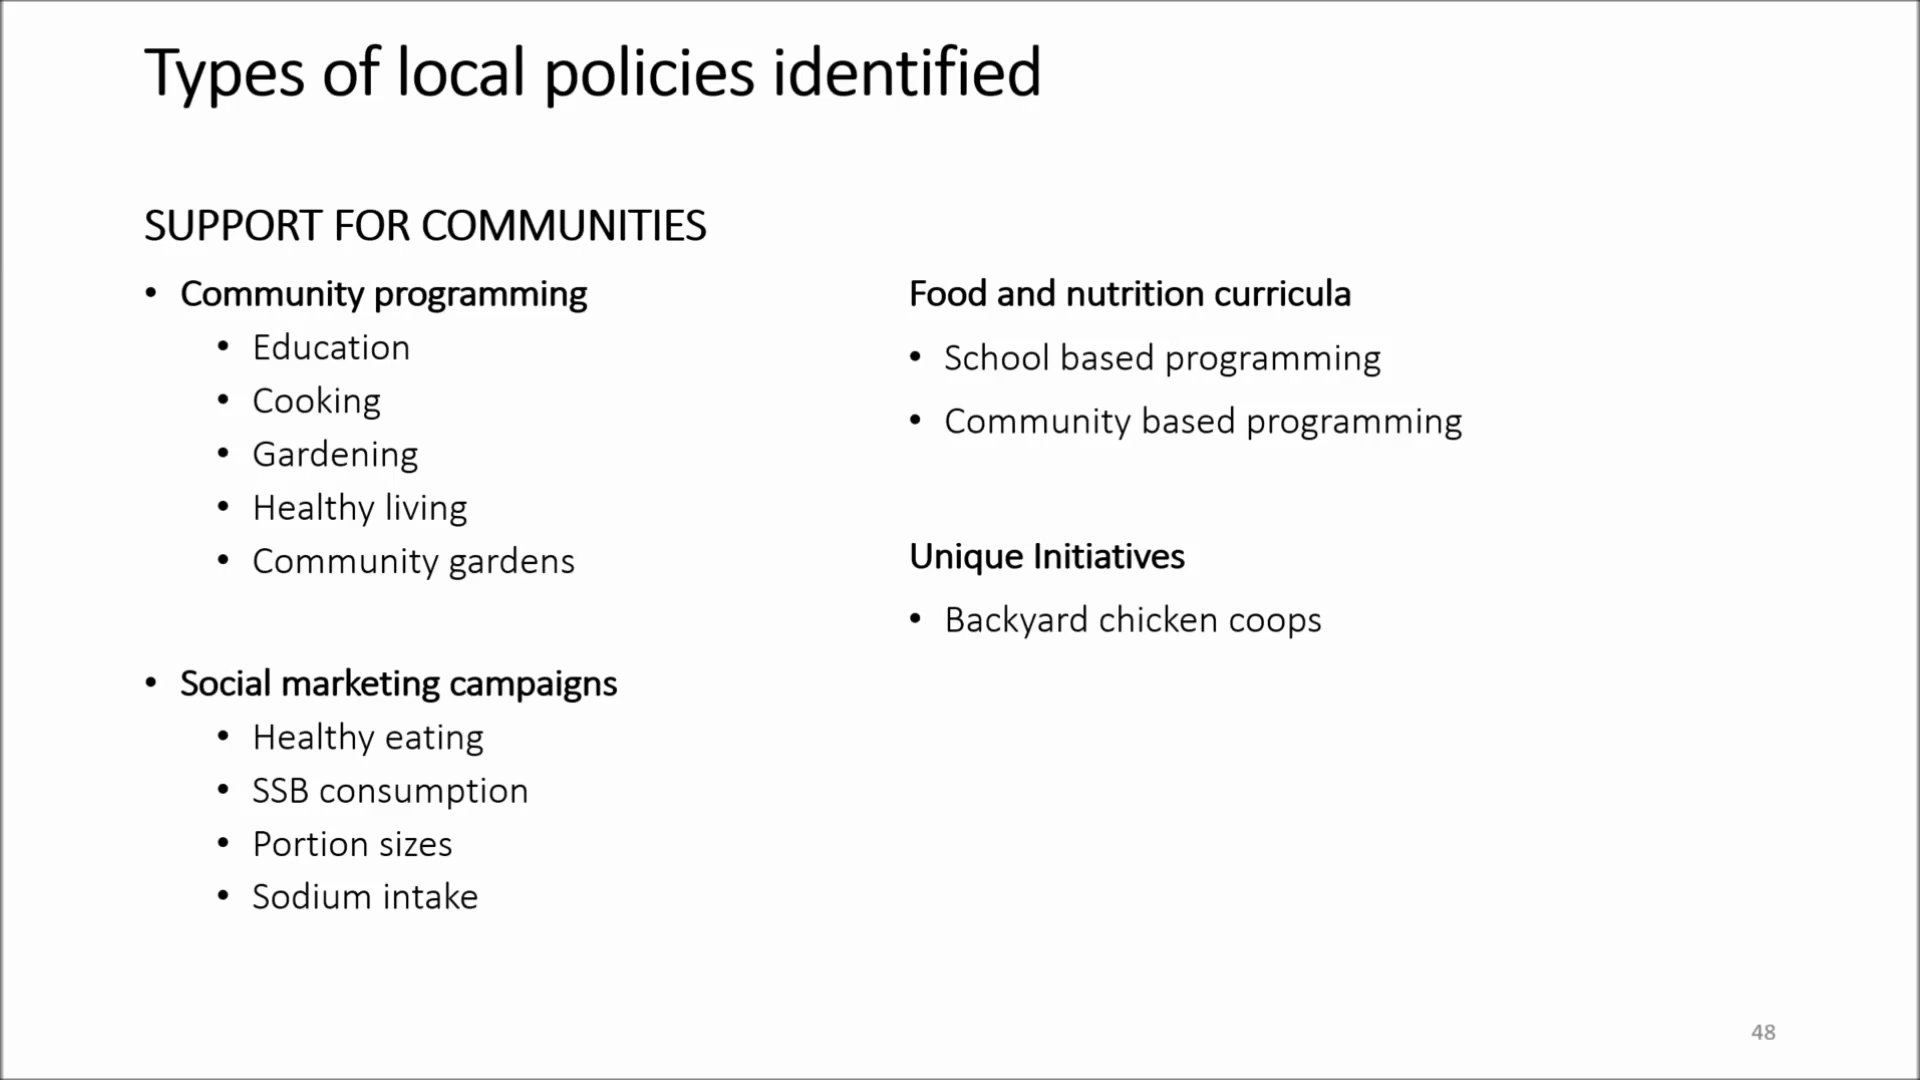 Types of local policies identified
SUPPORT FOR COMMUNITIES
• Community programming
• Education
• Cooking
• Gardening
• Healthy living
• Community gardens
• Social marketing campaigns
• Healthy eating
• SSB consumption
• Portion sizes
• Sodium intake
Food and nutrition curricula
• School based programming
• Community based programming
Unique Initiatives
• Backyard chicken coops
48